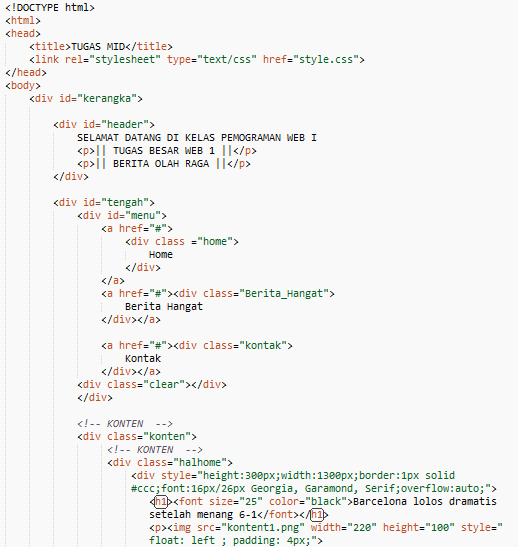 <!DOCTYPE html>
<html>
<head>
<title>TUGAS MID</title>
<link rel="stylesheet" type="text/css" href="style.css">
</head>
<body>
<div id="kerangka">
<div id="header">
SELAMAT DATANG DI KELAS PEMOGRAMAN WEB I
<p>|| TUGAS BESAR WEB 1 ||</p>
<p>|| BERITA OLAH RAGA ||</p>
</div>
<div id="tengah">
<div id="menu">
<a href="#">
<div class ="home">
Home
</div>
</a>
<a href="#"><div class="Berita_Hangat">
Berita Hangat
</div></a>
<a href="#"><div class="kontak">
Kontak
</div></a>
<div class="clear"></div>
</div>
<!-- KONTEN  -->
<div class="konten">
<!-- KONTEN  -->
<div class="halhome">
<div style="height:300px;width:1300px;border:1px solid
#ccc;font:16px/26px Georgia, Garamond, Serif;overflow:auto;">
<h1><font size="25" color="black">Barcelona lolos dramatis
setelah menang 6-1</font></h1>
<p><img src="kontent1.png" width="220" height="100" style="
float: left ; padding: 4px;">